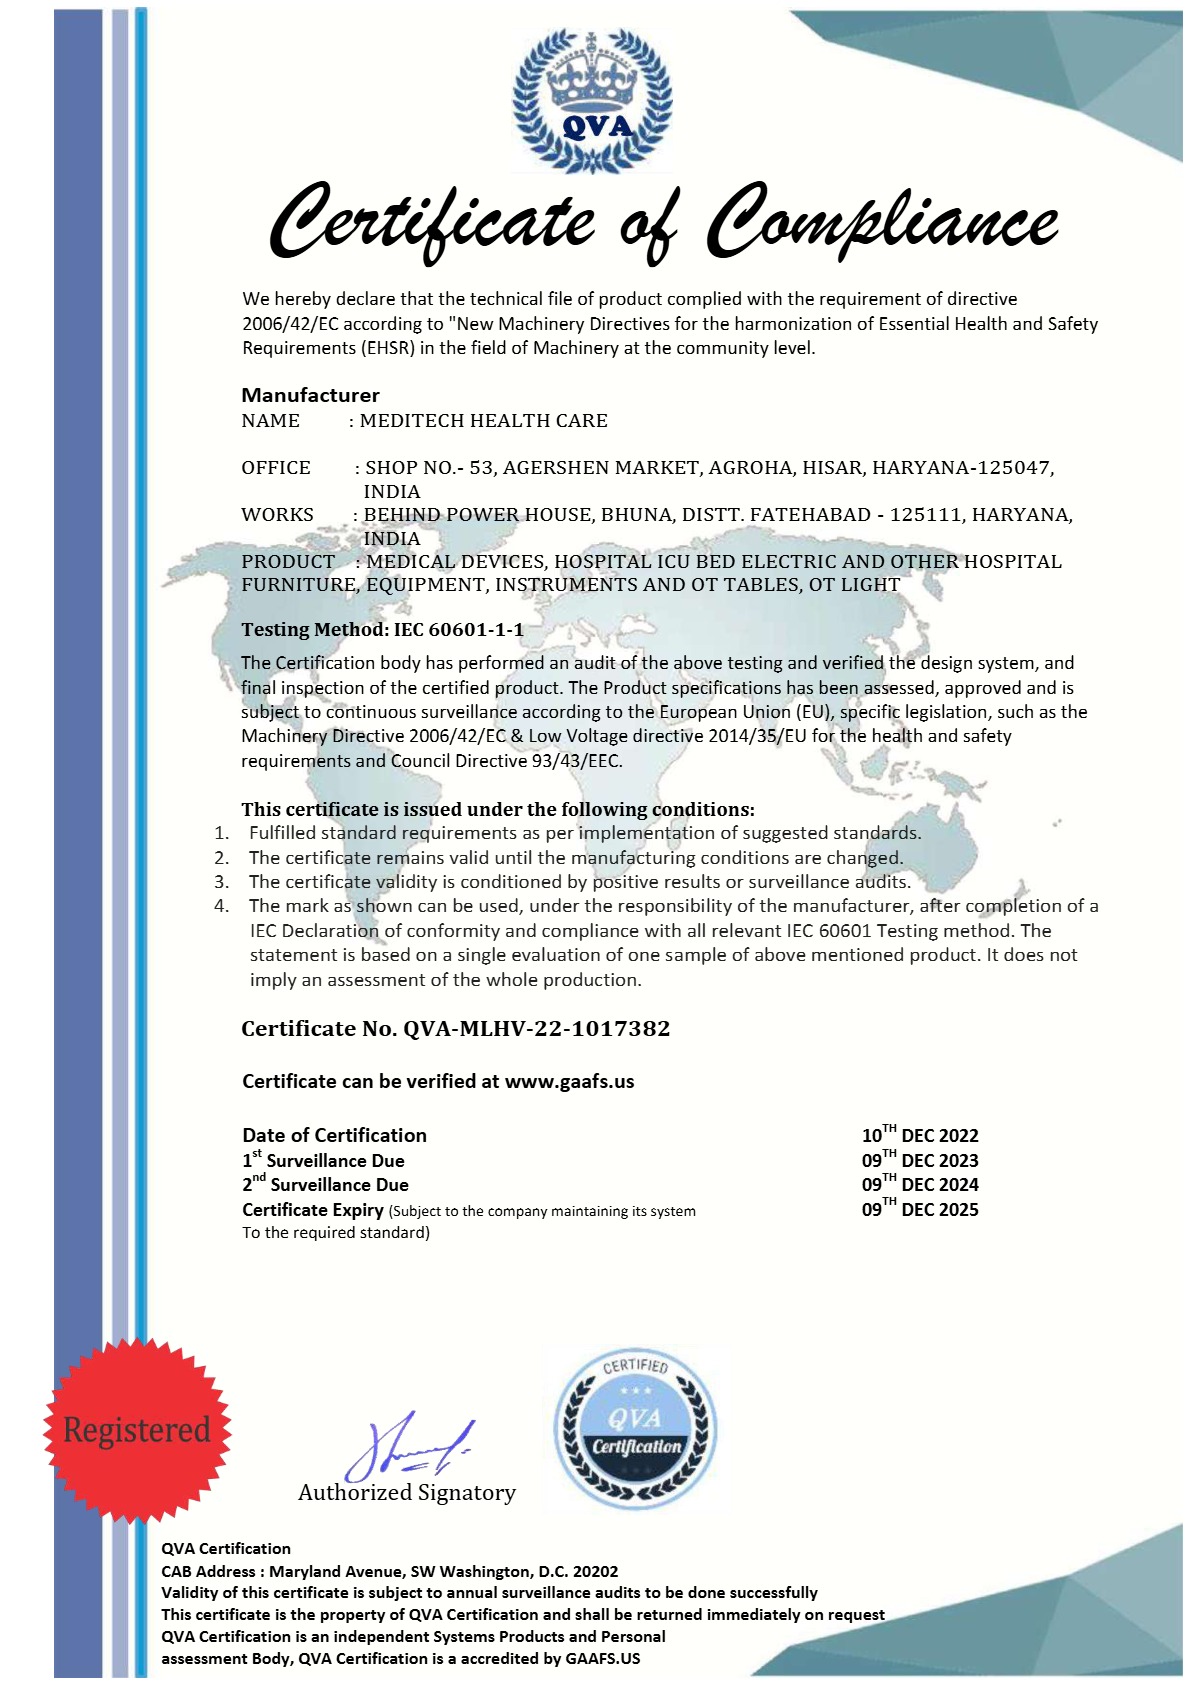 QVA
Certificate of Compliance
We hereby declare that the technical file of product complied with the requirement of directive
2006/42/EC according to "New Machinery Directives for the harmonization of Essential Health and Safety
Requirements (EHSR) in the field of Machinery at the community level.
Manufacturer
NAME : MEDITECH HEALTH CARE
OFFICE : SHOP NO.- 53, AGERSHEN MARKET, AGROHA, HISAR, HARYANA-125047,
INDIA
WORKS : BEHIND POWER HOUSE, BHUNA, DISTT. FATEHABAD - 125111, HARYANA,
INDIA
PRODUCT : MEDICAL DEVICES, HOSPITAL ICU BED ELECTRIC AND OTHER HOSPITAL
FURNITURE, EQUIPMENT, INSTRUMENTS AND OT TABLES, OT LIGHT
Testing Method: IEC 60601-1-1
The Certification body has performed an audit of the above testing and verified the design system, and
final inspection of the certified product. The Product specifications has been assessed, approved and is
subject to continuous surveillance according to the European Union (EU), specific legislation, such as the
Machinery Directive 2006/42/EC & Low Voltage directive 2014/35/EU for the health and safety
requirements and Council Directive 93/43/EEC.
This certificate is issued under the following conditions:
1. Fulfilled standard requirements as per implementation of suggested standards.
2. The certificate remains valid until the manufacturing conditions are changed.
3. The certificate validity is conditioned by positive results or surveillance audits.
4. The mark as shown can be used, under the responsibility of the manufacturer, after completion of a
IEC Declaration of conformity and compliance with all relevant IEC 60601 Testing method. The
statement is based on a single evaluation of one sample of above mentioned product. It does not
imply an assessment of the whole production.
Certificate No. QVA-MLHV-22-1017382
Certificate can be verified at www.gaafs.us
Date of Certification 10TH DEC 2022
1st Surveillance Due 09TH DEC 2023
2nd Surveillance Due 09TH DEC 2024
Certificate Expiry (Subject to the company maintaining its system 09TH DEC 2025
To the required standard)
Registered
Authorized Signatory
CERTIFIED
QVA
Certification
QVA Certification
CAB Address : Maryland Avenue, SW Washington, D.C. 20202
Validity of this certificate is subject to annual surveillance audits to be done successfully
This certificate is the property of QVA Certification and shall be returned immediately on request
QVA Certification is an independent Systems Products and Personal
assessment Body, QVA Certification is a accredited by GAAFS.US